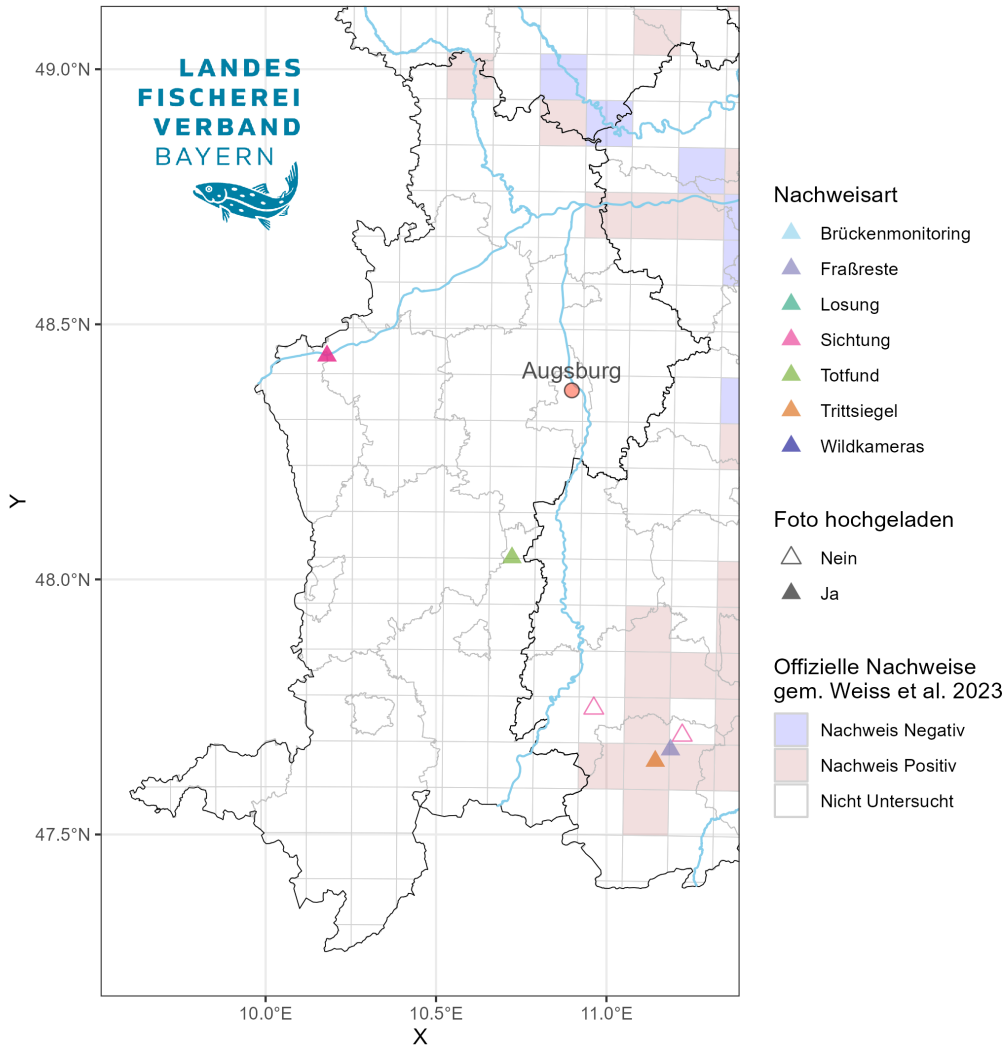 LANDES
FISCHEREI
VERBAND
BAYERN
49.0°N
48.5°N
48.0°N
47.5°N
Y
Augsburg
10.0°E
10.5°E
11.0°E
X
Nachweisart
Brückenmonitoring
Fraßreste
Losung
Sichtung
Totfund
Trittsiegel
Wildkameras
Foto hochgeladen
Nein
Ja
Offizielle Nachweise
gem. Weiss et al. 2023
Nachweis Negativ
Nachweis Positiv
Nicht Untersucht